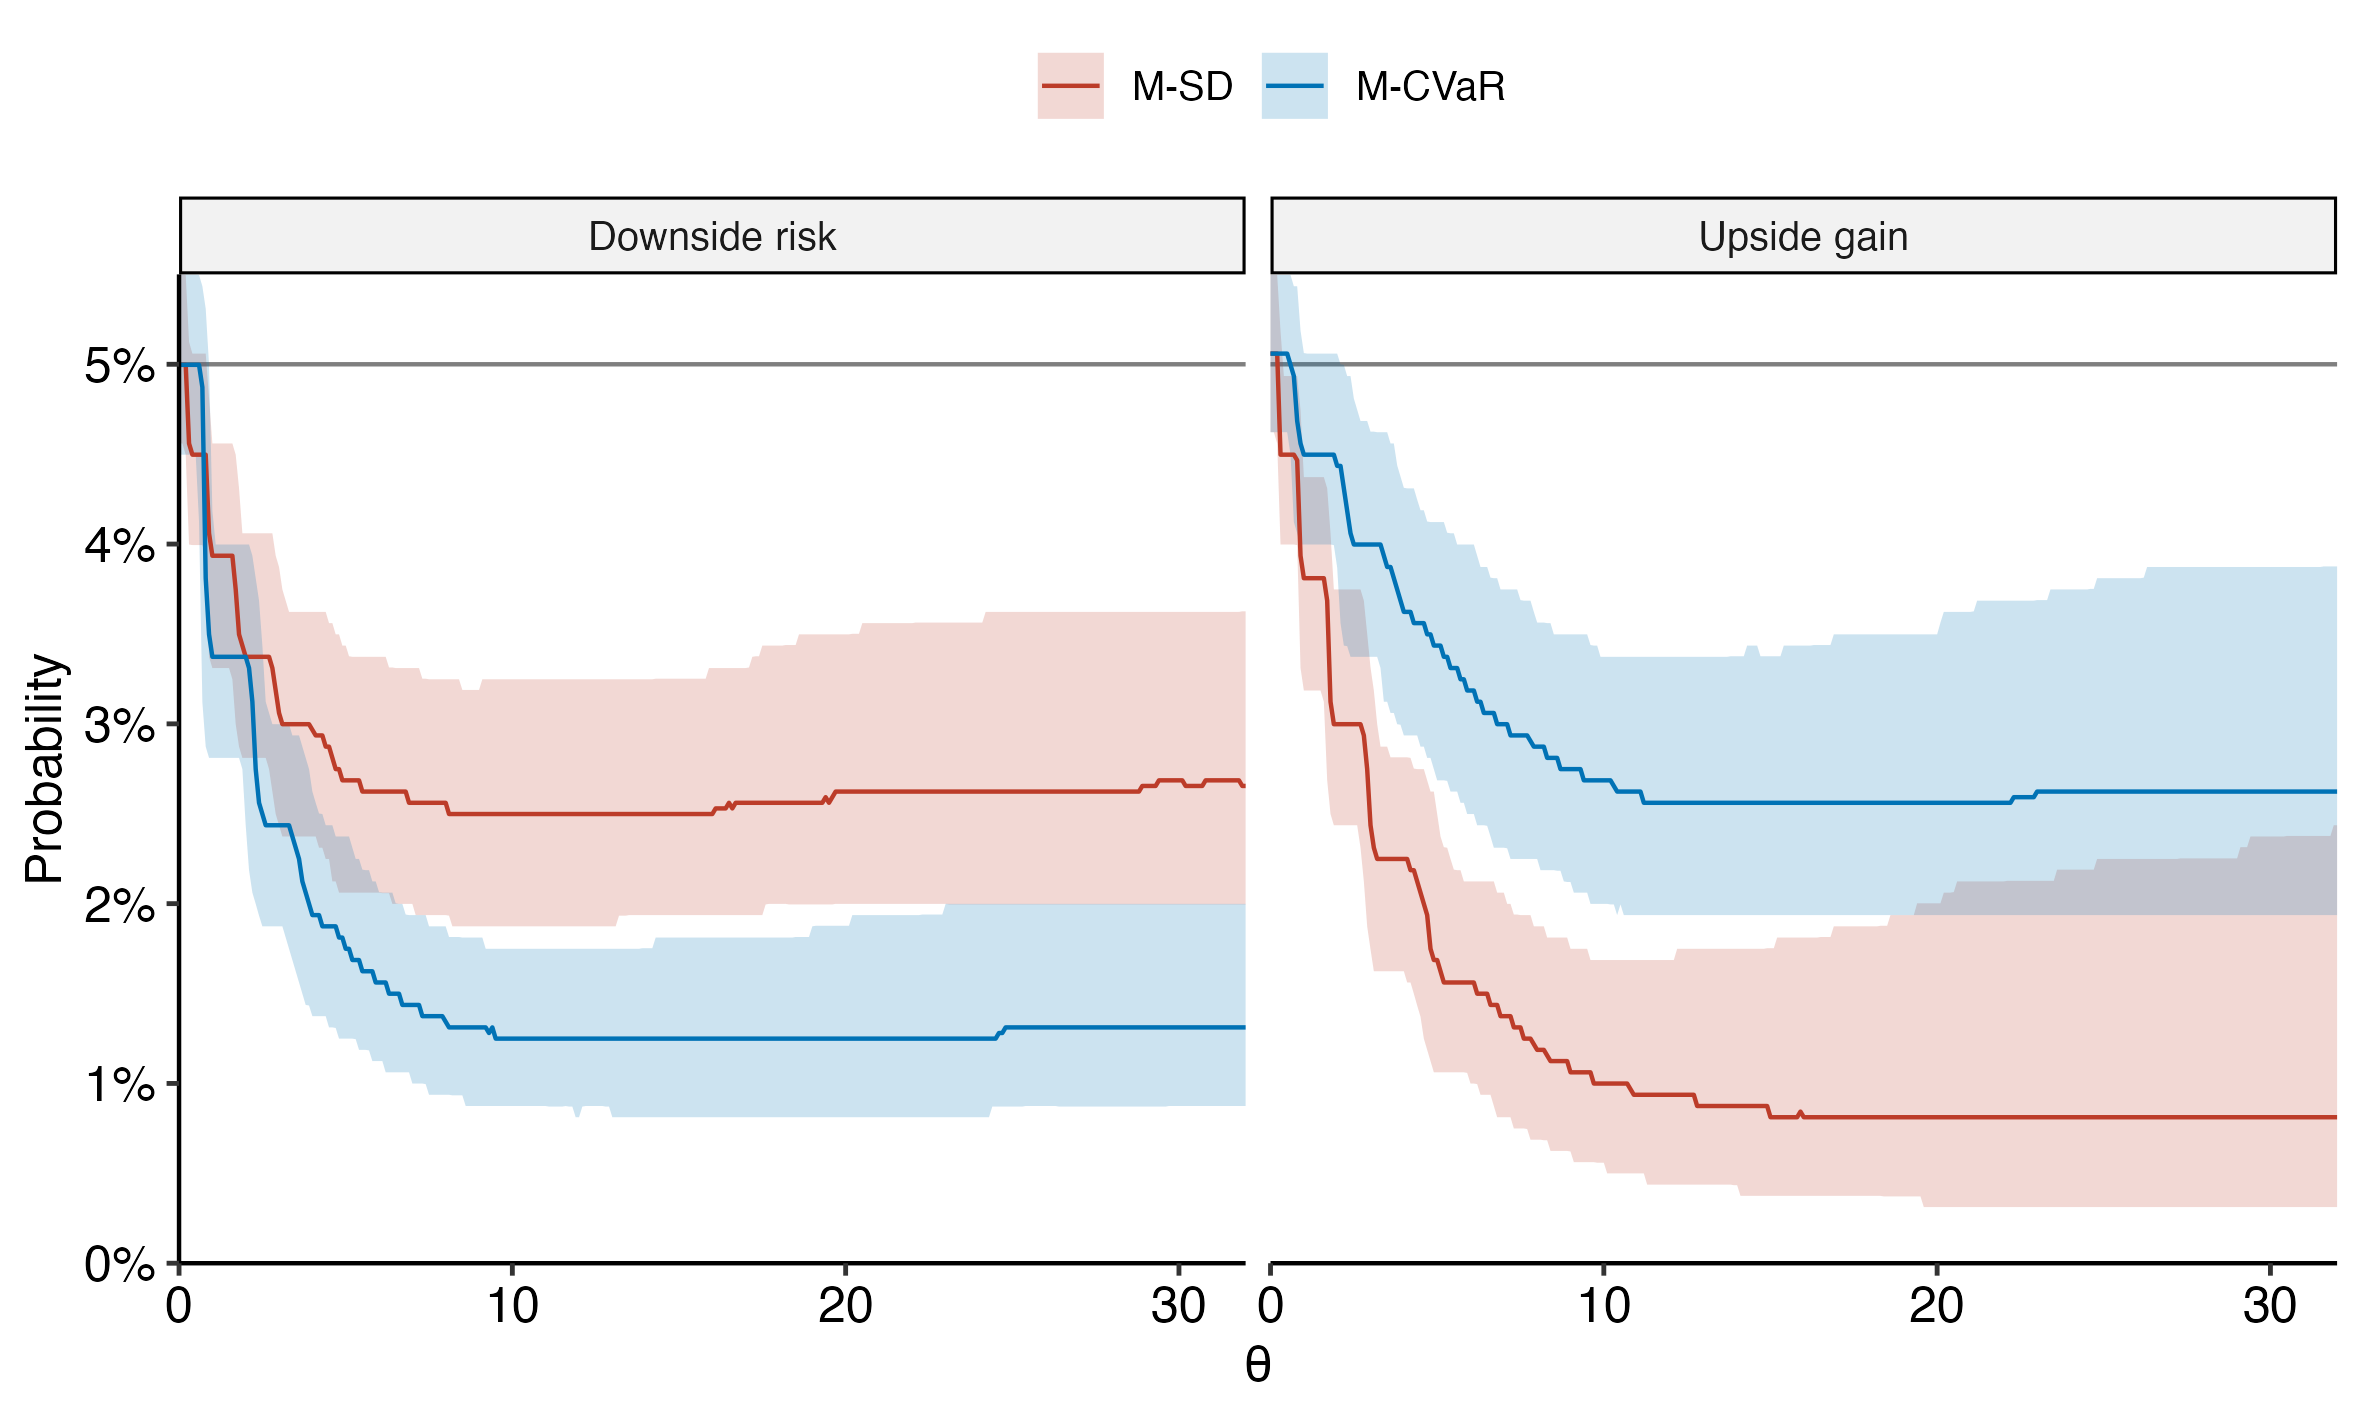 M-SD M-CVaR
Downside risk Upside gain
Probability
5%
4%
3%
2%
1%
0%
0 10 20 30 0 10 20 30
θ